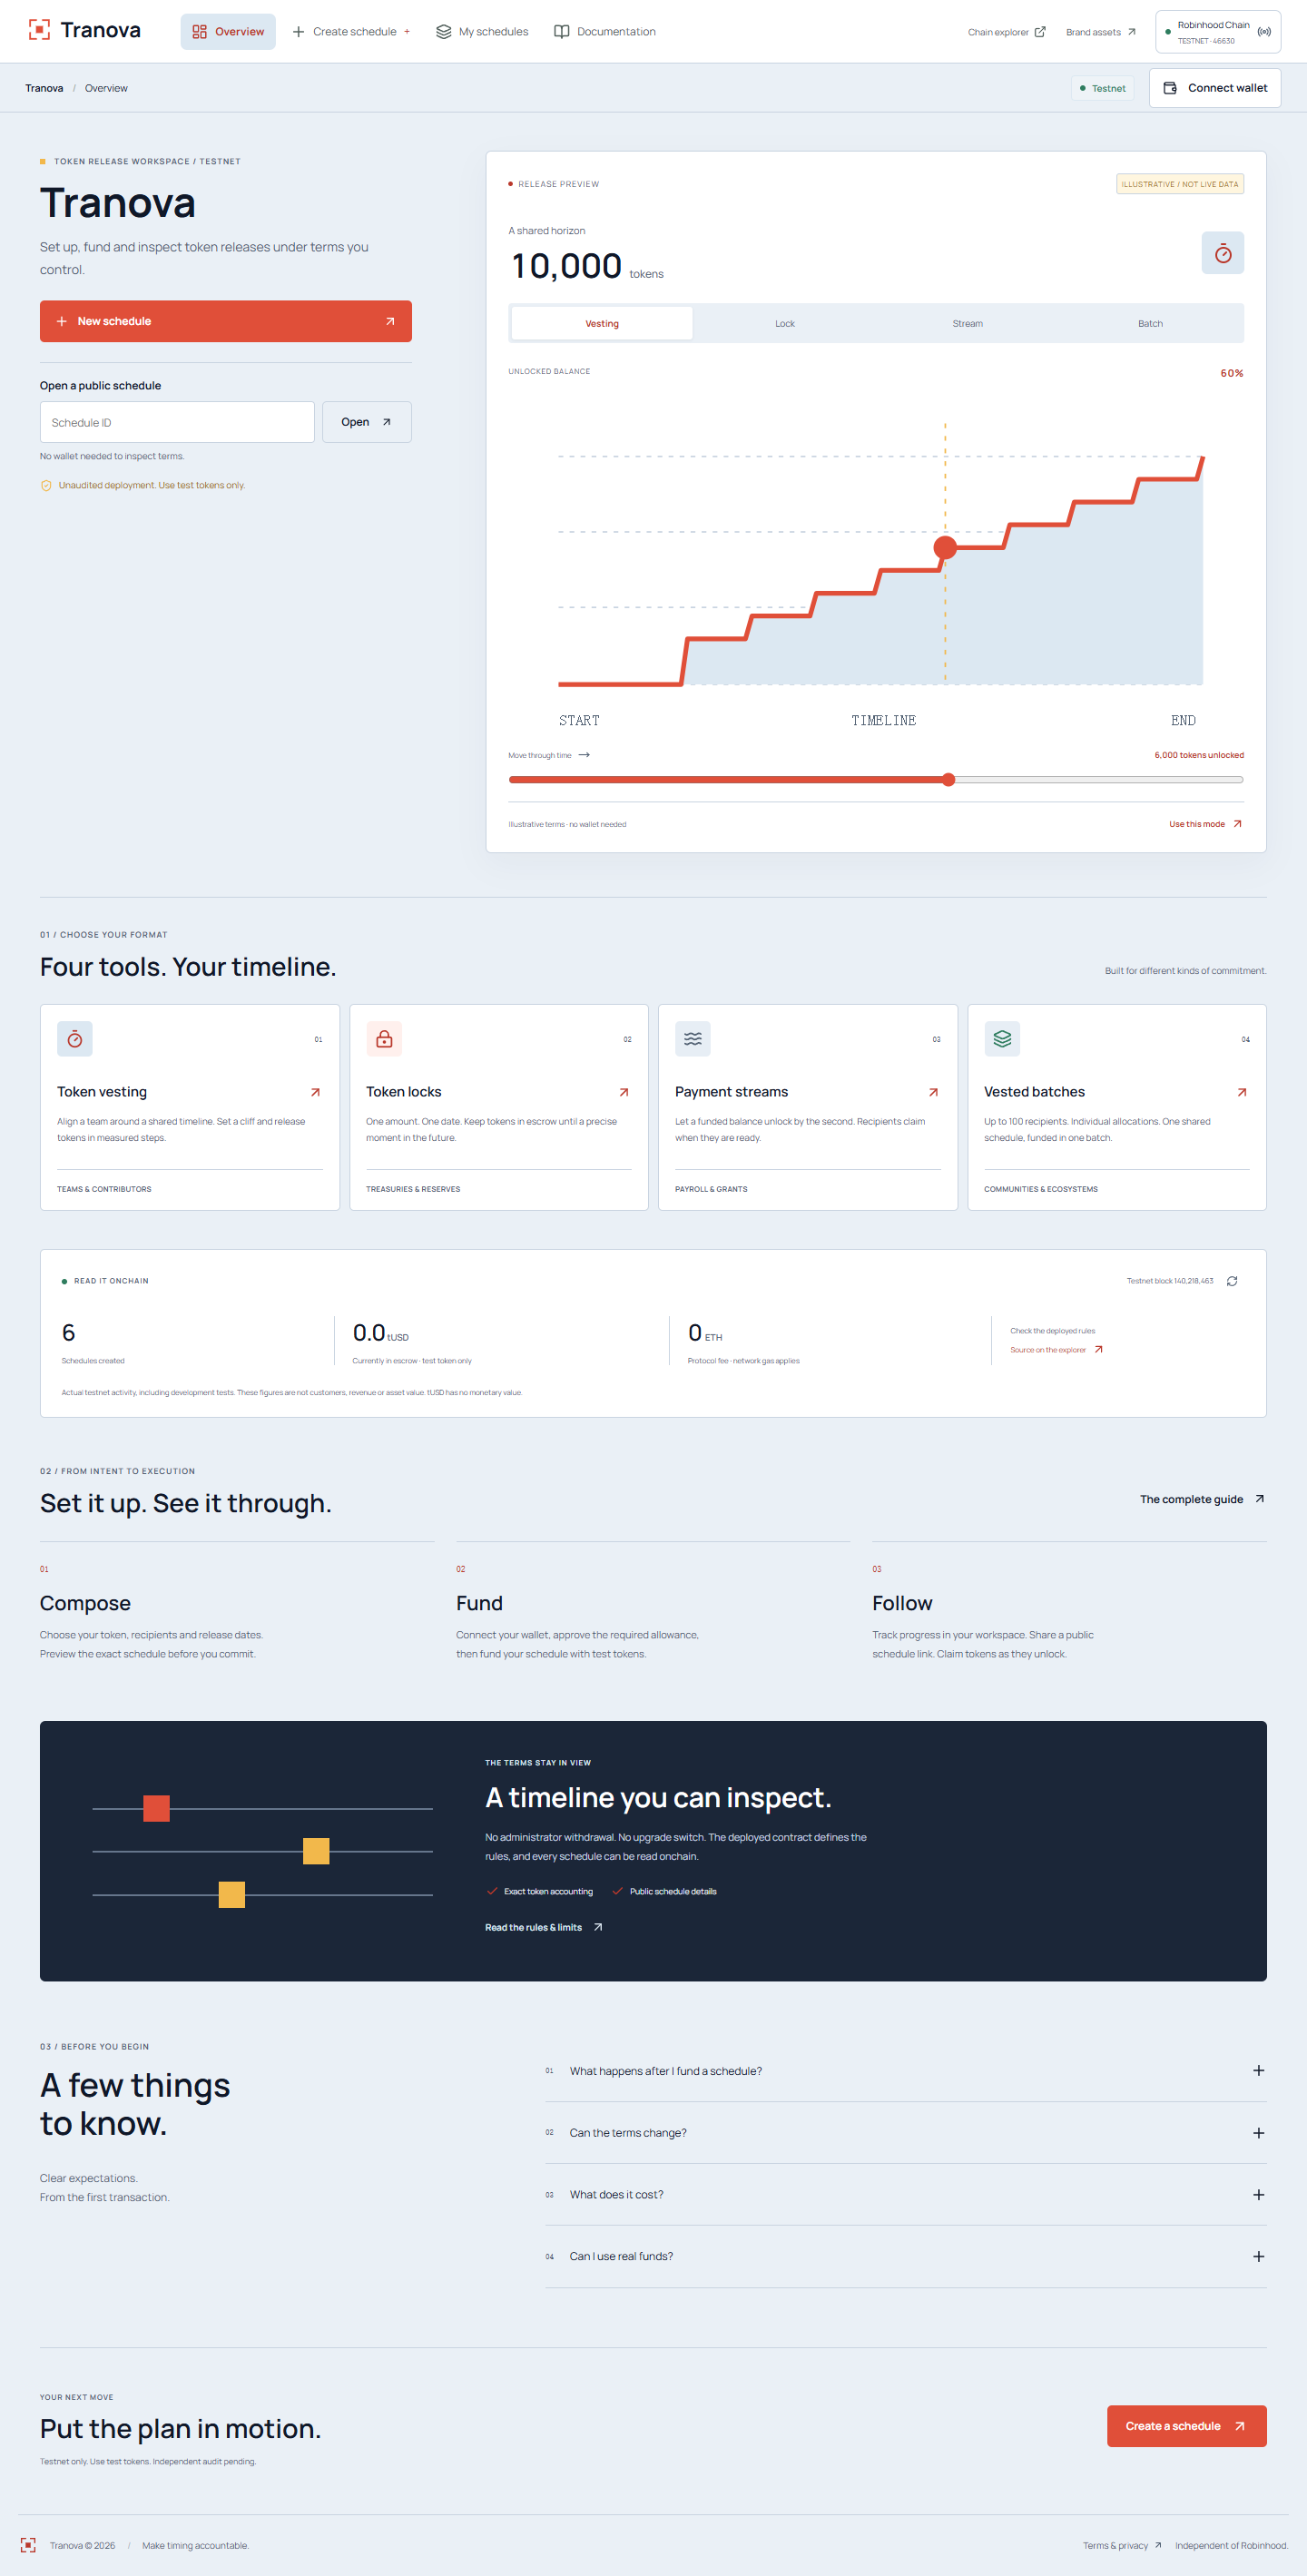 Tranova
Overview
Create schedule +
My schedules
Documentation
Chain explorer
Brand assets
Robinhood Chain
TESTNET · 46630
Tranova / Overview
Testnet
Connect wallet
TOKEN RELEASE WORKSPACE / TESTNET
Tranova
Set up, fund and inspect token releases under terms you
control.
New schedule
Open a public schedule
Schedule ID
Open
No wallet needed to inspect terms.
Unaudited deployment. Use test tokens only.
RELEASE PREVIEW
ILLUSTRATIVE / NOT LIVE DATA
A shared horizon
10,000 tokens
Vesting
Lock
Stream
Batch
UNLOCKED BALANCE
60%
START
TIMELINE
END
Move through time
6,000 tokens unlocked
Illustrative terms · no wallet needed
Use this mode
01 / CHOOSE YOUR FORMAT
Four tools. Your timeline.
Built for different kinds of commitment.
01
Token vesting
Align a team around a shared timeline. Set a cliff and release
tokens in measured steps.
TEAMS & CONTRIBUTORS
02
Token locks
One amount. One date. Keep tokens in escrow until a precise
moment in the future.
TREASURIES & RESERVES
03
Payment streams
Let a funded balance unlock by the second. Recipients claim
when they are ready.
PAYROLL & GRANTS
04
Vested batches
Up to 100 recipients. Individual allocations. One shared
schedule, funded in one batch.
COMMUNITIES & ECOSYSTEMS
READ IT ONCHAIN
Testnet block 140,218,463
6
Schedules created
0.0 tUSD
Currently in escrow · test token only
0 ETH
Protocol fee · network gas applies
Check the deployed rules
Source on the explorer
Actual testnet activity, including development tests. These figures are not customers, revenue or asset value. tUSD has no monetary value.
02 / FROM INTENT TO EXECUTION
Set it up. See it through.
The complete guide
01
Compose
Choose your token, recipients and release dates.
Preview the exact schedule before you commit.
02
Fund
Connect your wallet, approve the required allowance,
then fund your schedule with test tokens.
03
Follow
Track progress in your workspace. Share a public
schedule link. Claim tokens as they unlock.
THE TERMS STAY IN VIEW
A timeline you can inspect.
No administrator withdrawal. No upgrade switch. The deployed contract defines the
rules, and every schedule can be read onchain.
Exact token accounting
Public schedule details
Read the rules & limits
03 / BEFORE YOU BEGIN
A few things
to know.
Clear expectations.
From the first transaction.
01 What happens after I fund a schedule?
02 Can the terms change?
03 What does it cost?
04 Can I use real funds?
YOUR NEXT MOVE
Put the plan in motion.
Testnet only. Use test tokens. Independent audit pending.
Create a schedule
Tranova © 2026 / Make timing accountable.
Terms & privacy
Independent of Robinhood.